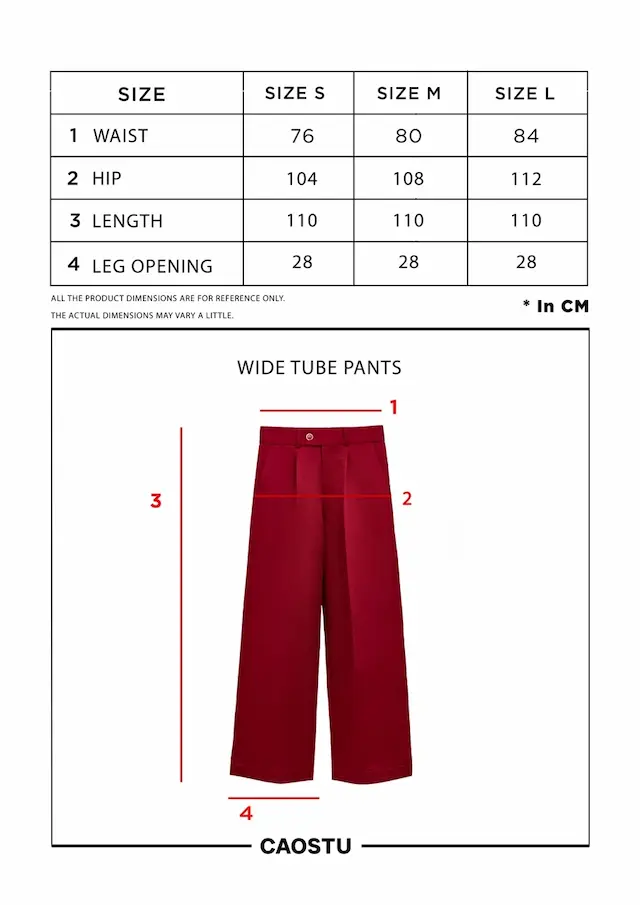 SIZE SIZE S SIZE M SIZE L
1 WAIST 76 80 84
2 HIP 104 108 112
3 LENGTH 110 110 110
4 LEG OPENING 28 28 28
ALL THE PRODUCT DIMENSIONS ARE FOR REFERENCE ONLY.
THE ACTUAL DIMENSIONS MAY VARY A LITTLE.
* In CM
WIDE TUBE PANTS
1
2
3
4
CAOSTU